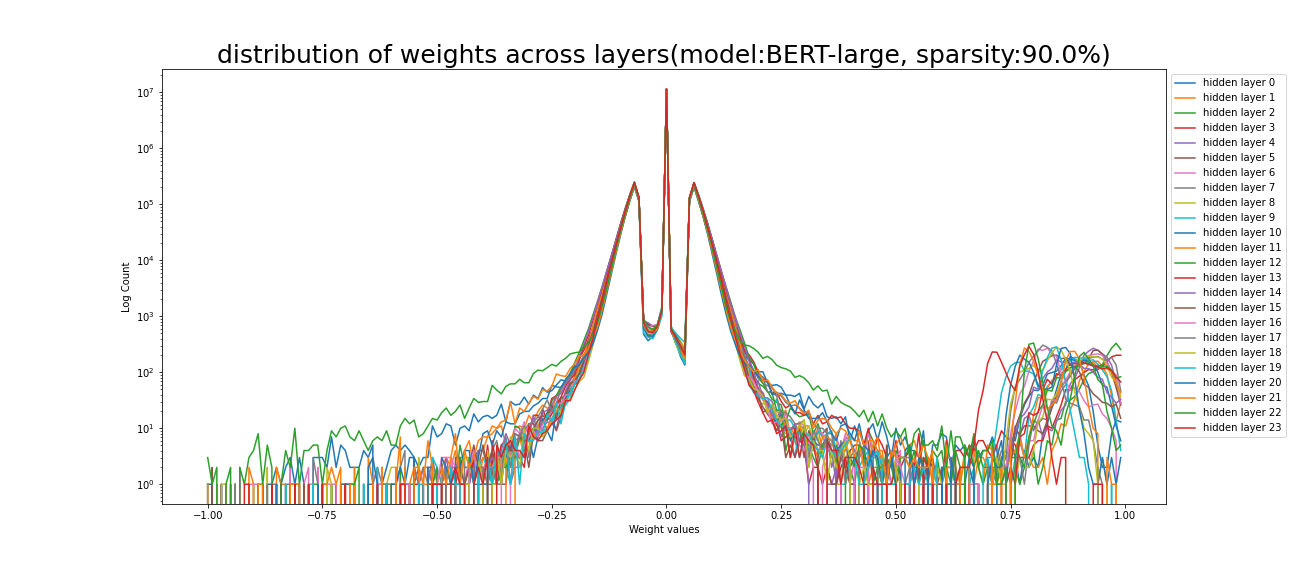 distribution of weights across layers(model:BERT-large, sparsity:90.0%)
10⁷
10⁶
10⁵
10⁴
10³
10²
10¹
10⁰
Log Count
−1.00
−0.75
−0.50
−0.25
0.00
0.25
0.50
0.75
1.00
Weight values
hidden layer 0
hidden layer 1
hidden layer 2
hidden layer 3
hidden layer 4
hidden layer 5
hidden layer 6
hidden layer 7
hidden layer 8
hidden layer 9
hidden layer 10
hidden layer 11
hidden layer 12
hidden layer 13
hidden layer 14
hidden layer 15
hidden layer 16
hidden layer 17
hidden layer 18
hidden layer 19
hidden layer 20
hidden layer 21
hidden layer 22
hidden layer 23